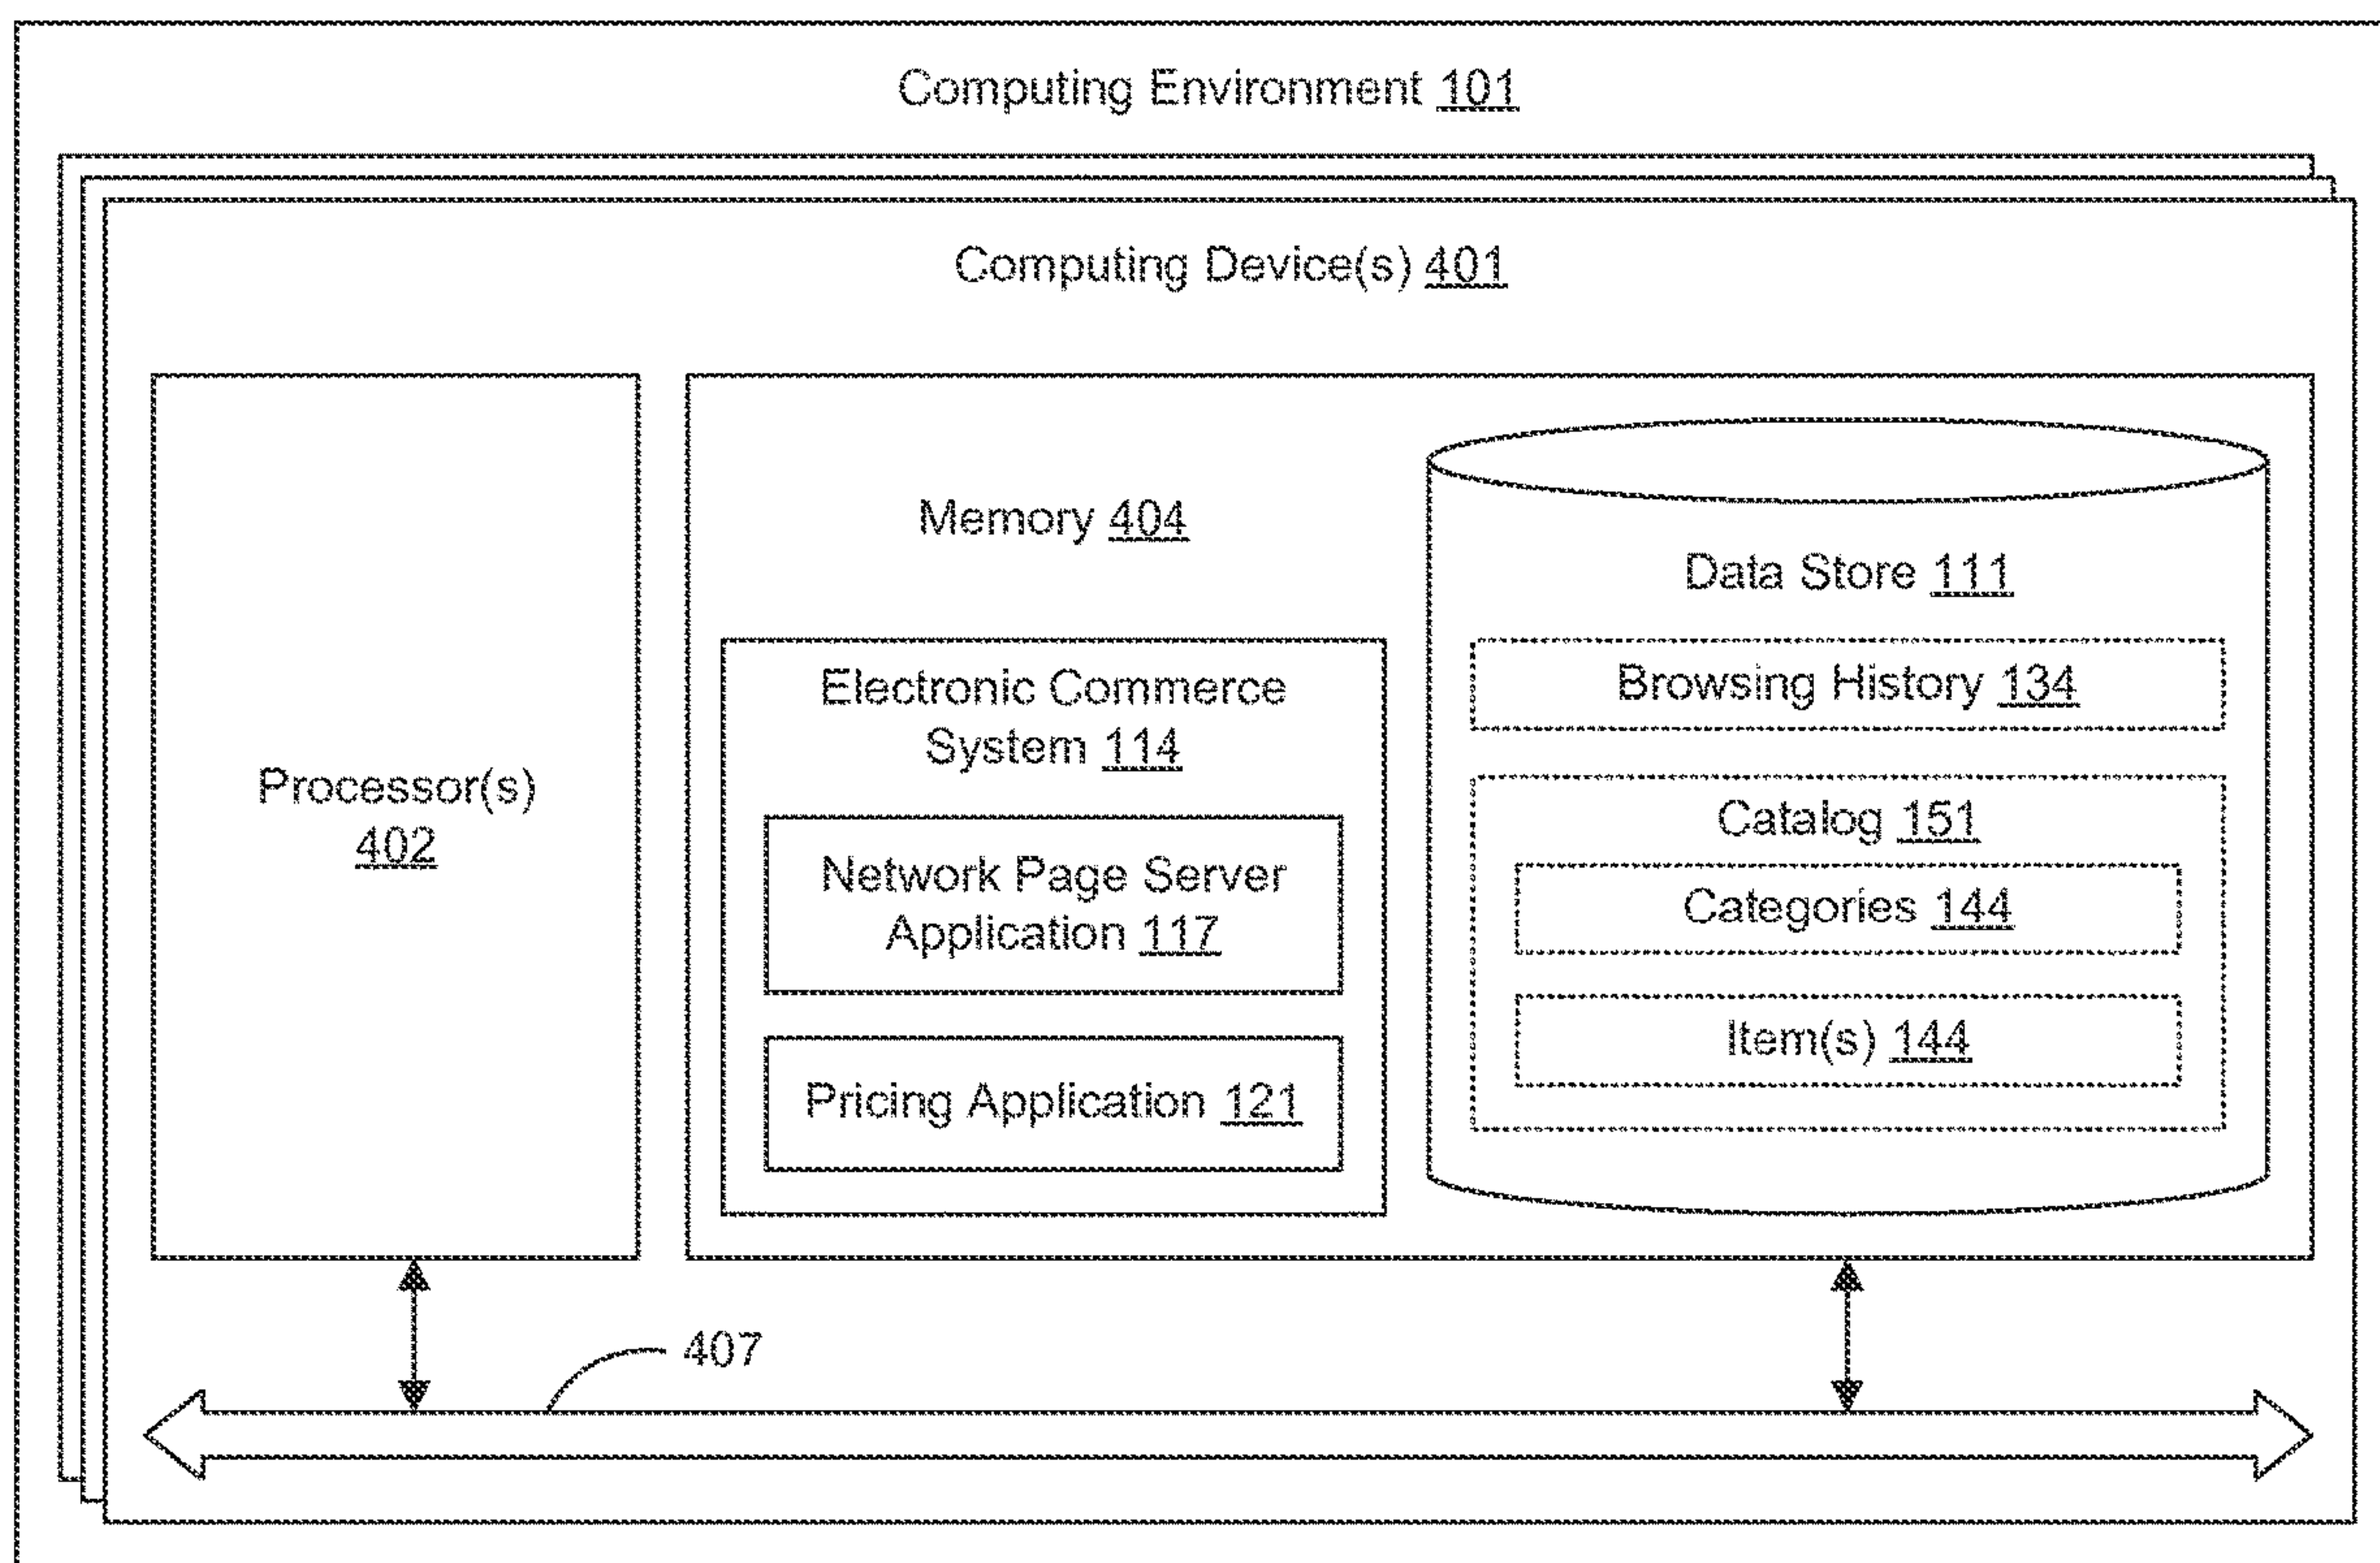 Computing Environment 101
Computing Device(s) 401
Processor(s)
402
Memory 404
Electronic Commerce
System 114
Network Page Server
Application 117
Pricing Application 121
Data Store 111
Browsing History 134
Catalog 151
Categories 144
Item(s) 144
407